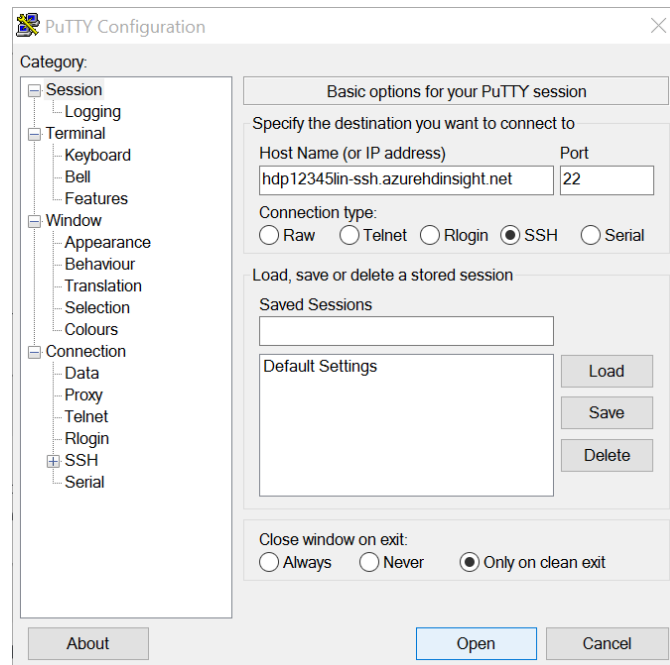 PuTTY Configuration
Category:
Session
Logging
Terminal
Keyboard
Bell
Features
Window
Appearance
Behaviour
Translation
Selection
Colours
Connection
Data
Proxy
Telnet
Rlogin
SSH
Serial
Basic options for your PuTTY session
Specify the destination you want to connect to
Host Name (or IP address) Port
hdp12345lin-ssh.azurehdinsight.net 22
Connection type:
Raw Telnet Rlogin SSH Serial
Load, save or delete a stored session
Saved Sessions
Default Settings
Load
Save
Delete
Close window on exit:
Always Never Only on clean exit
About Open Cancel